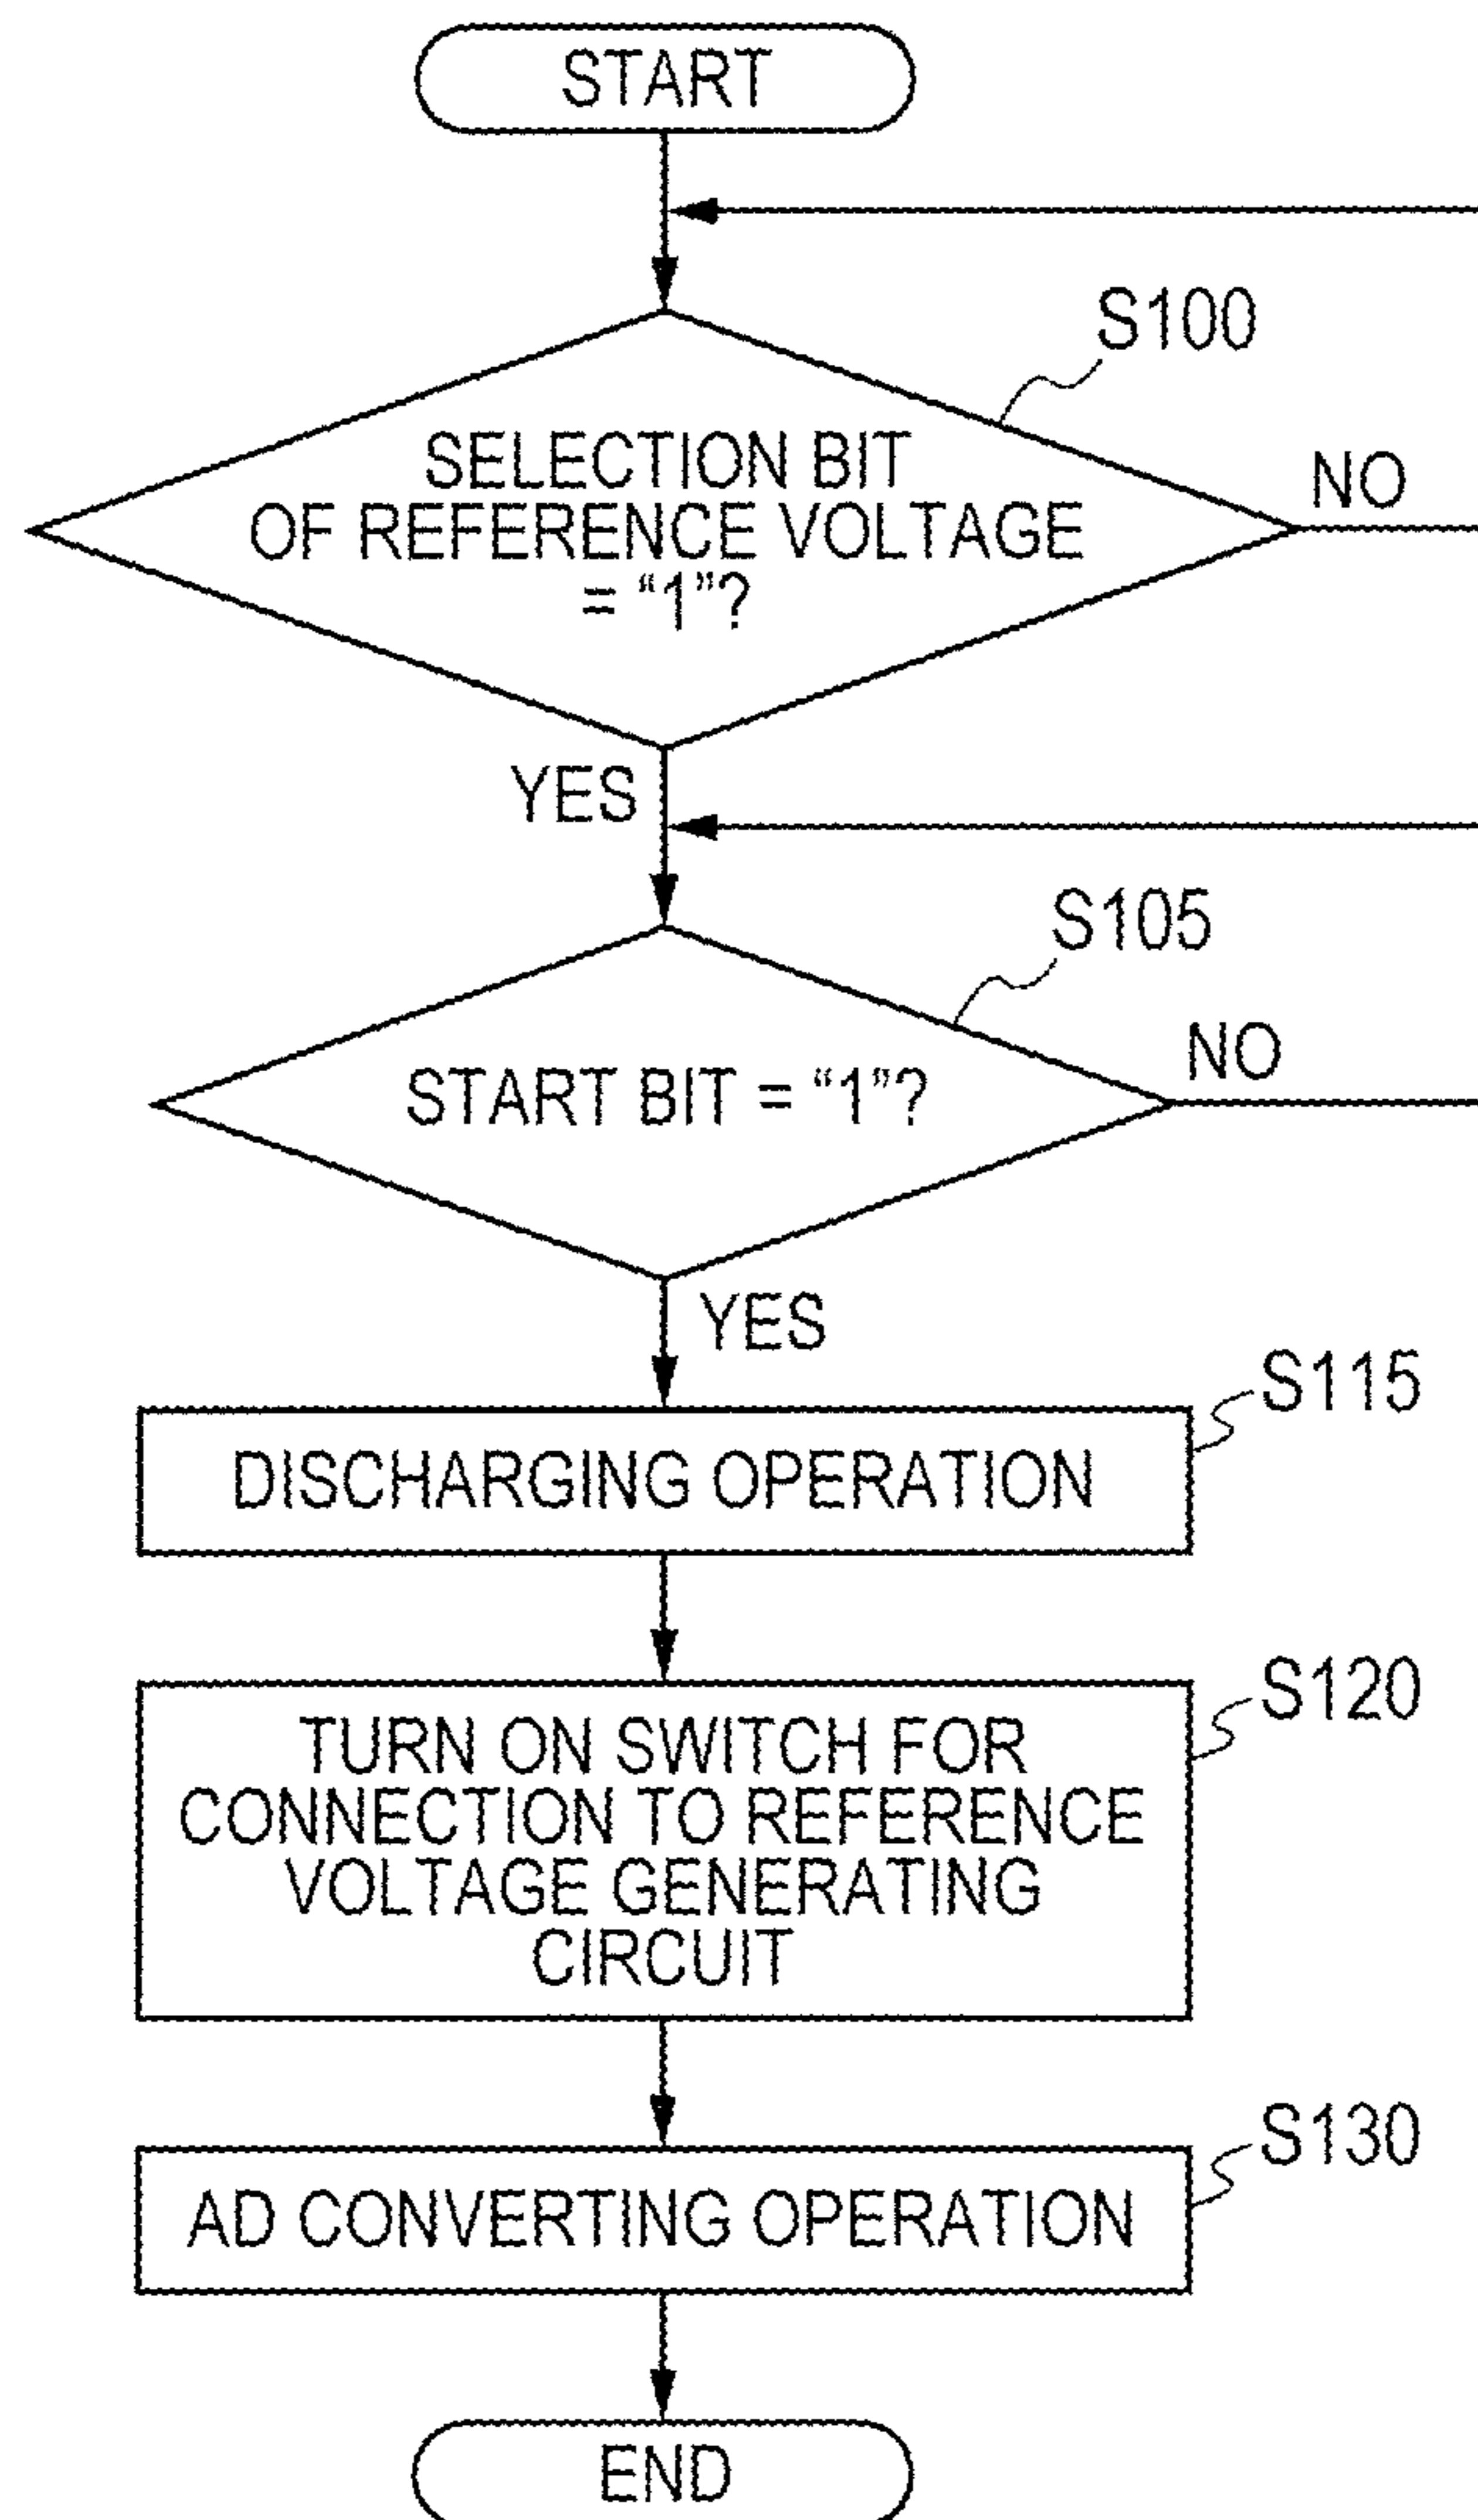 START
S100
SELECTION BIT
OF REFERENCE VOLTAGE
= “1”?
NO
YES
S105
START BIT = “1”?
NO
YES
S115
DISCHARGING OPERATION
S120
TURN ON SWITCH FOR
CONNECTION TO REFERENCE
VOLTAGE GENERATING
CIRCUIT
S130
AD CONVERTING OPERATION
END